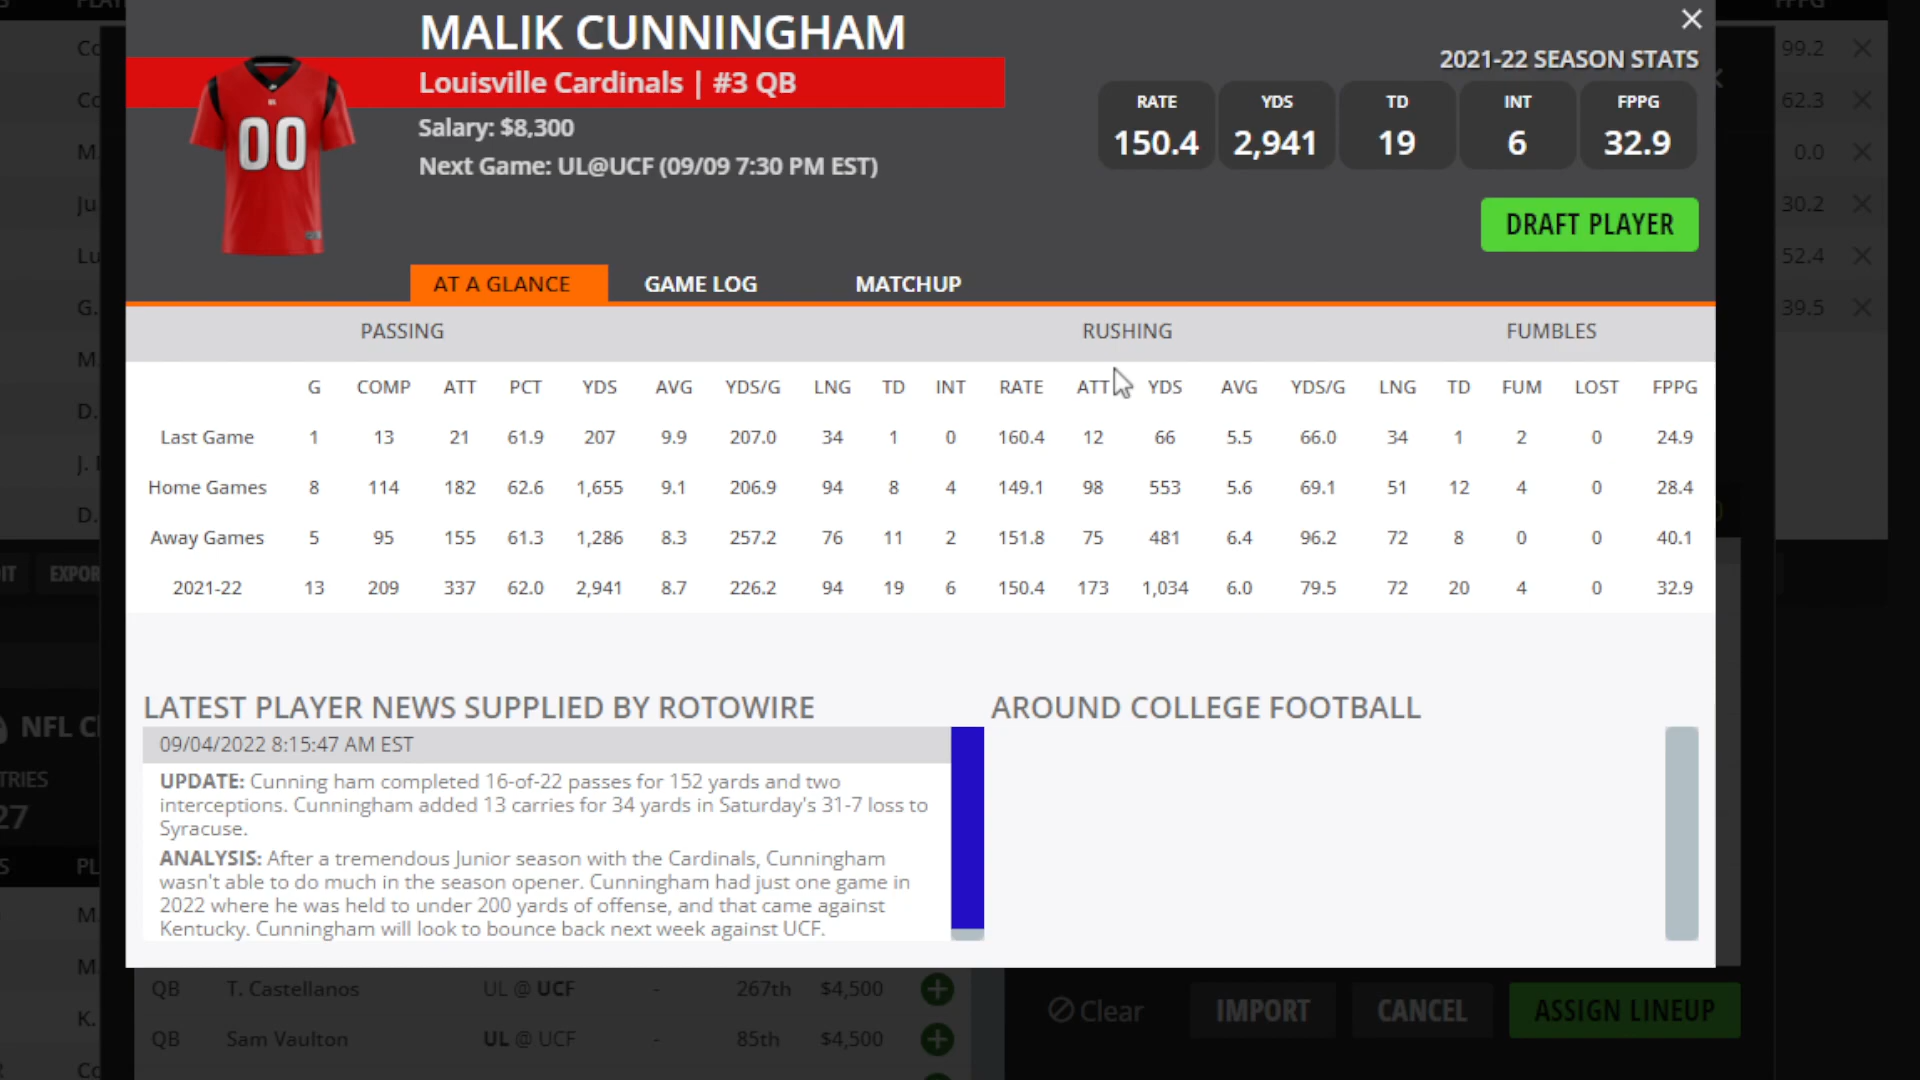 PLAY
FPPG
MALIK CUNNINGHAM
Louisville Cardinals | #3 QB
Salary: $8,300
Next Game: UL@UCF (09/09 7:30 PM EST)
00
2021-22 SEASON STATS
RATE YDS TD INT FPPG
150.4 2,941 19 6 32.9
DRAFT PLAYER
AT A GLANCE GAME LOG MATCHUP
PASSING RUSHING FUMBLES
G COMP ATT PCT YDS AVG YDS/G LNG TD INT RATE ATT YDS AVG YDS/G LNG TD FUM LOST FPPG
Last Game 1 13 21 61.9 207 9.9 207.0 34 1 0 160.4 12 66 5.5 66.0 34 1 2 0 24.9
Home Games 8 114 182 62.6 1,655 9.1 206.9 94 8 4 149.1 98 553 5.6 69.1 51 12 4 0 28.4
Away Games 5 95 155 61.3 1,286 8.3 257.2 76 11 2 151.8 75 481 6.4 96.2 72 8 0 0 40.1
2021-22 13 209 337 62.0 2,941 8.7 226.2 94 19 6 150.4 173 1,034 6.0 79.5 72 20 4 0 32.9
LATEST PLAYER NEWS SUPPLIED BY ROTOWIRE
09/04/2022 8:15:47 AM EST
UPDATE: Cunning ham completed 16-of-22 passes for 152 yards and two
interceptions. Cunningham added 13 carries for 34 yards in Saturday's 31-7 loss to
Syracuse.
ANALYSIS: After a tremendous Junior season with the Cardinals, Cunningham
wasn't able to do much in the season opener. Cunningham had just one game in
2022 where he was held to under 200 yards of offense, and that came against
Kentucky. Cunningham will look to bounce back next week against UCF.
AROUND COLLEGE FOOTBALL
Co
Co
M.
Ju
Lu
G.
M.
D.
J.
D.
99.2
62.3
0.0
30.2
52.4
39.5
IT EXPOR
NFL Cl
TRIES
27
S PL
M.
M.
K.
Co
QB T. Castellanos UL @ UCF - 267th $4,500
QB Sam Vaulton UL @ UCF - 85th $4,500
Clear IMPORT CANCEL ASSIGN LINEUP